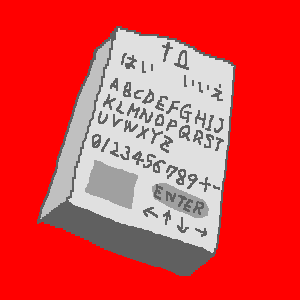 †Ω
はい いいえ
ABCDEFGHIJ
KLMNOPQRST
UVWXYZ
0123456789+-
ENTER
←↑↓→